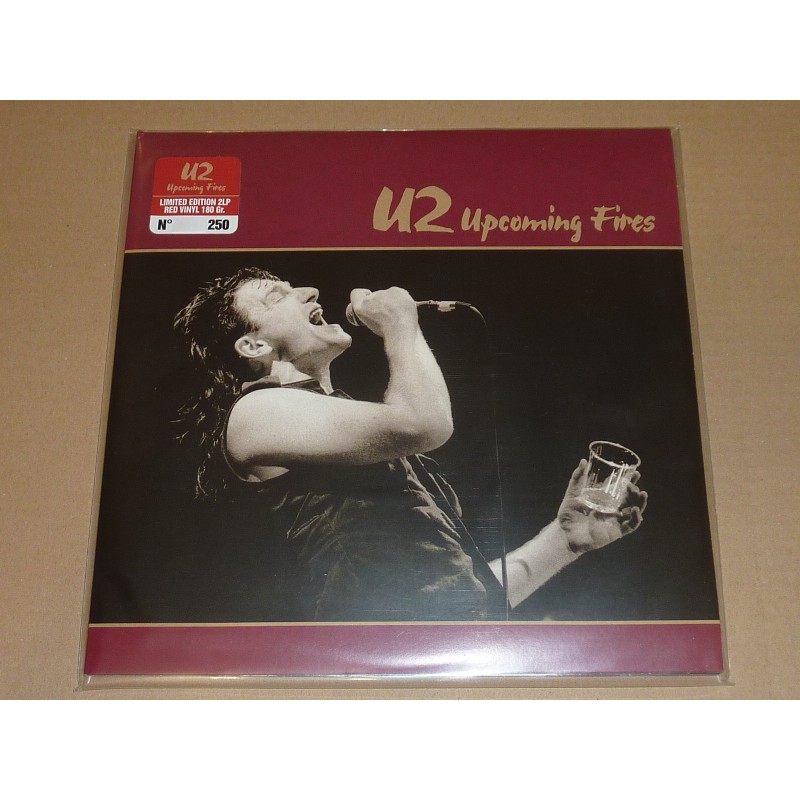 U2
Upcoming Fires
LIMITED EDITION 2LP
RED VINYL 180 Gr.
N° 250
U2 Upcoming Fires